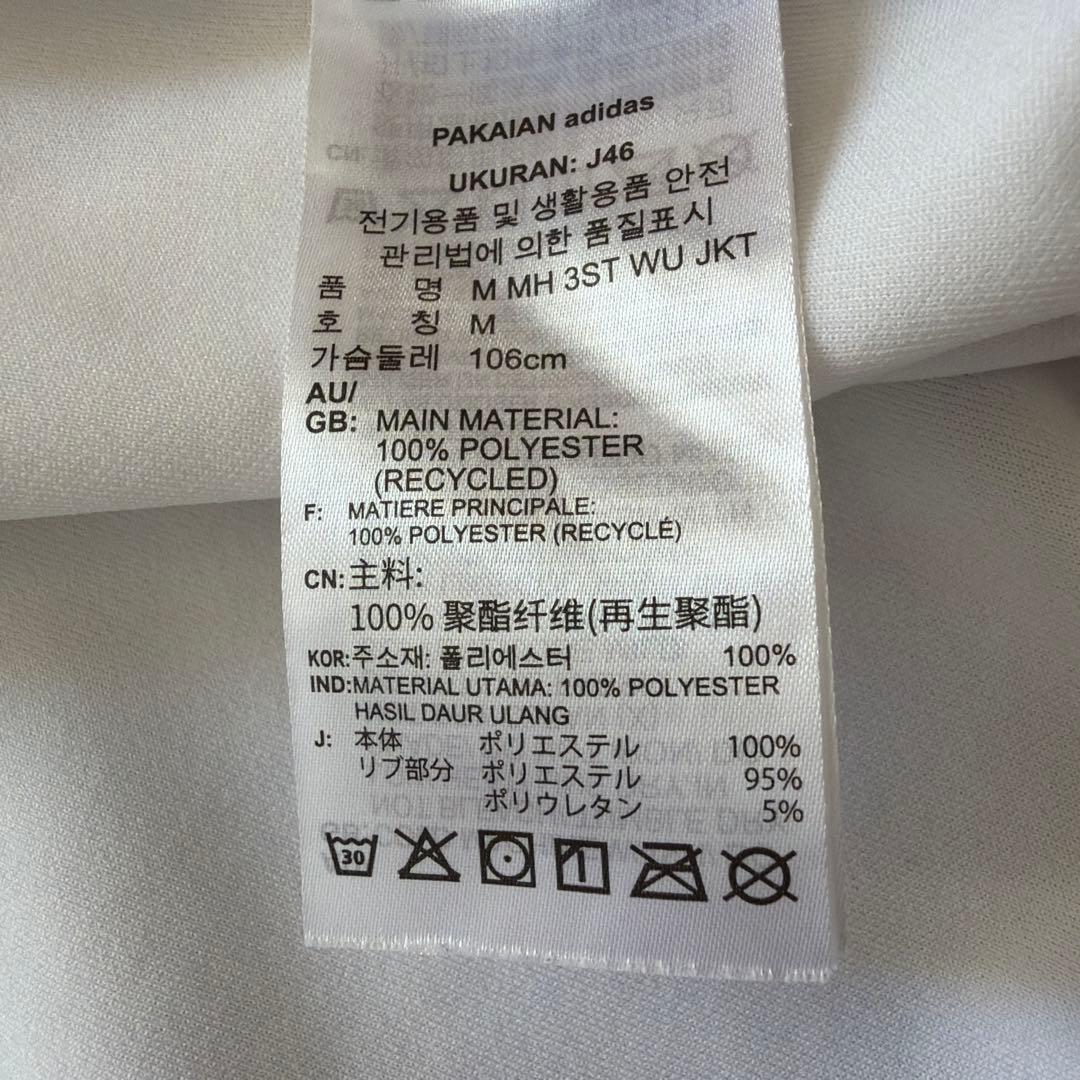 PAKAIAN adidas
UKURAN: J46
전기용품 및 생활용품 안전
관리법에 의한 품질표시
품 명 M MH 3ST WU JKT
호 칭 M
가슴둘레 106cm
AU/
GB: MAIN MATERIAL:
100% POLYESTER
(RECYCLED)
F: MATIERE PRINCIPALE:
100% POLYESTER (RECYCLÉ)
CN: 主料:
100% 聚酯纤维(再生聚酯)
KOR: 주소재: 폴리에스터 100%
IND: MATERIAL UTAMA: 100% POLYESTER
HASIL DAUR ULANG
J: 本体 ポリエステル 100%
リブ部分 ポリエステル 95%
ポリウレタン 5%
30